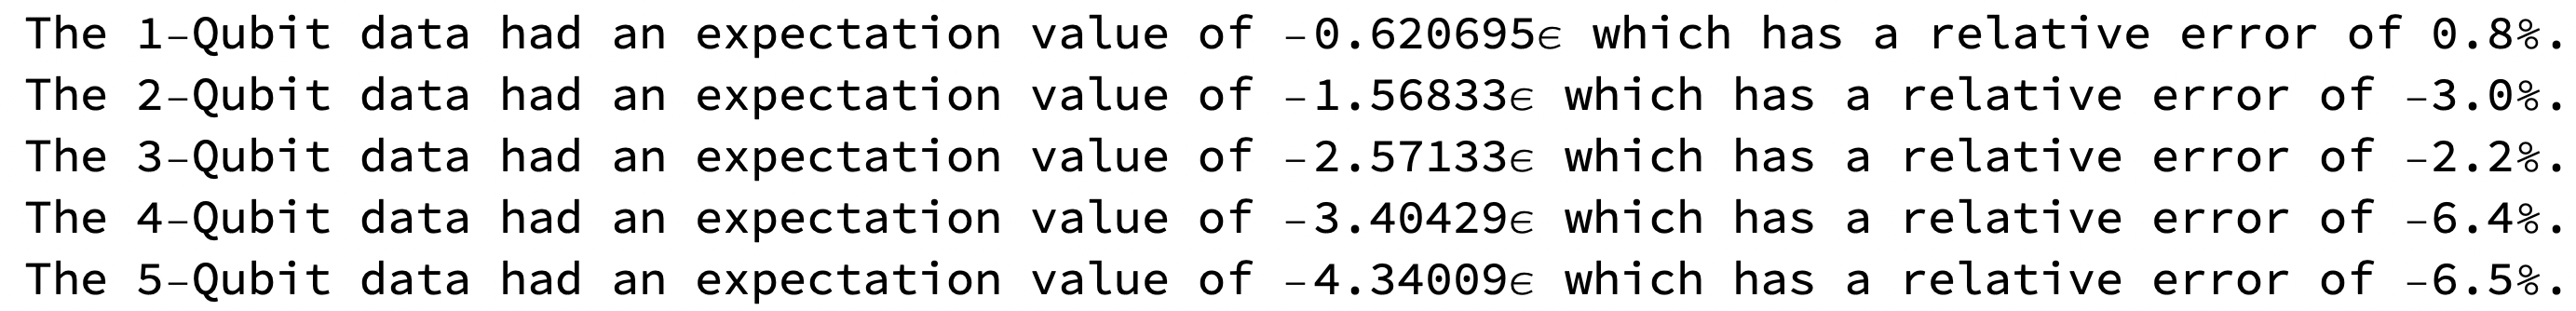 The 1-Qubit data had an expectation value of -0.620695ϵ which has a relative error of 0.8%.
The 2-Qubit data had an expectation value of -1.56833ϵ which has a relative error of -3.0%.
The 3-Qubit data had an expectation value of -2.57133ϵ which has a relative error of -2.2%.
The 4-Qubit data had an expectation value of -3.40429ϵ which has a relative error of -6.4%.
The 5-Qubit data had an expectation value of -4.34009ϵ which has a relative error of -6.5%.